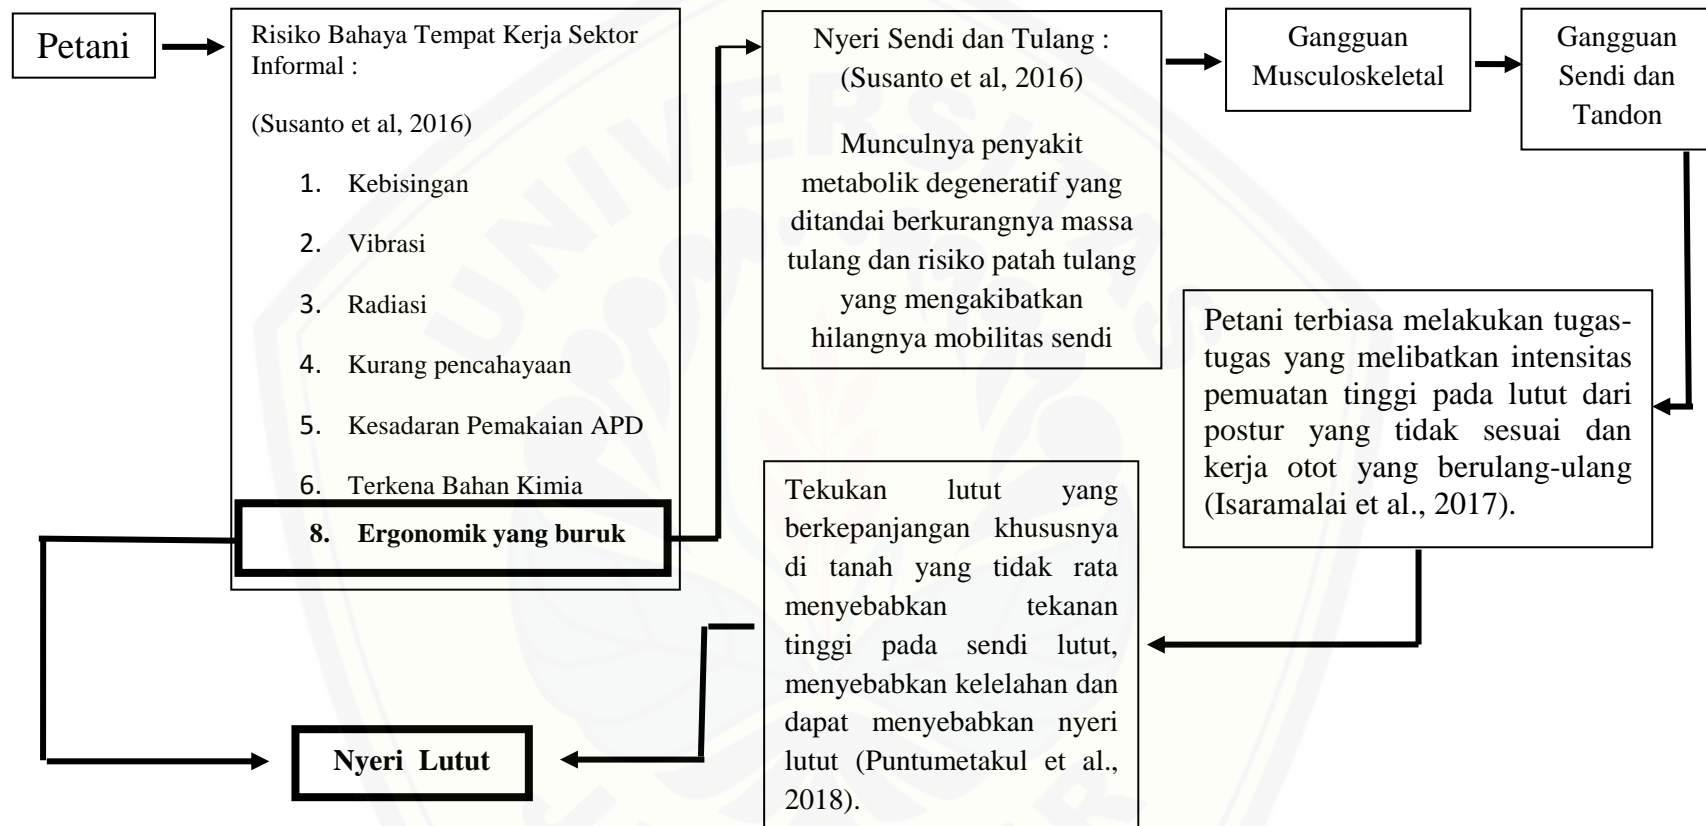 Petani
Risiko Bahaya Tempat Kerja Sektor
Informal :
(Susanto et al, 2016)
1. Kebisingan
2. Vibrasi
3. Radiasi
4. Kurang pencahayaan
5. Kesadaran Pemakaian APD
6. Terkena Bahan Kimia
8. Ergonomik yang buruk
Nyeri Sendi dan Tulang :
(Susanto et al, 2016)
Munculnya penyakit
metabolik degeneratif yang
ditandai berkurangnya massa
tulang dan risiko patah tulang
yang mengakibatkan
hilangnya mobilitas sendi
Gangguan
Musculoskeletal
Gangguan
Sendi dan
Tandon
Petani terbiasa melakukan tugas-
tugas yang melibatkan intensitas
pemuatan tinggi pada lutut dari
postur yang tidak sesuai dan
kerja otot yang berulang-ulang
(Isaramalai et al., 2017).
Tekukan lutut yang
berkepanjangan khususnya
di tanah yang tidak rata
menyebabkan tekanan
tinggi pada sendi lutut,
menyebabkan kelelahan dan
dapat menyebabkan nyeri
lutut (Puntumetakul et al.,
2018).
Nyeri Lutut
UNIVERSITAS